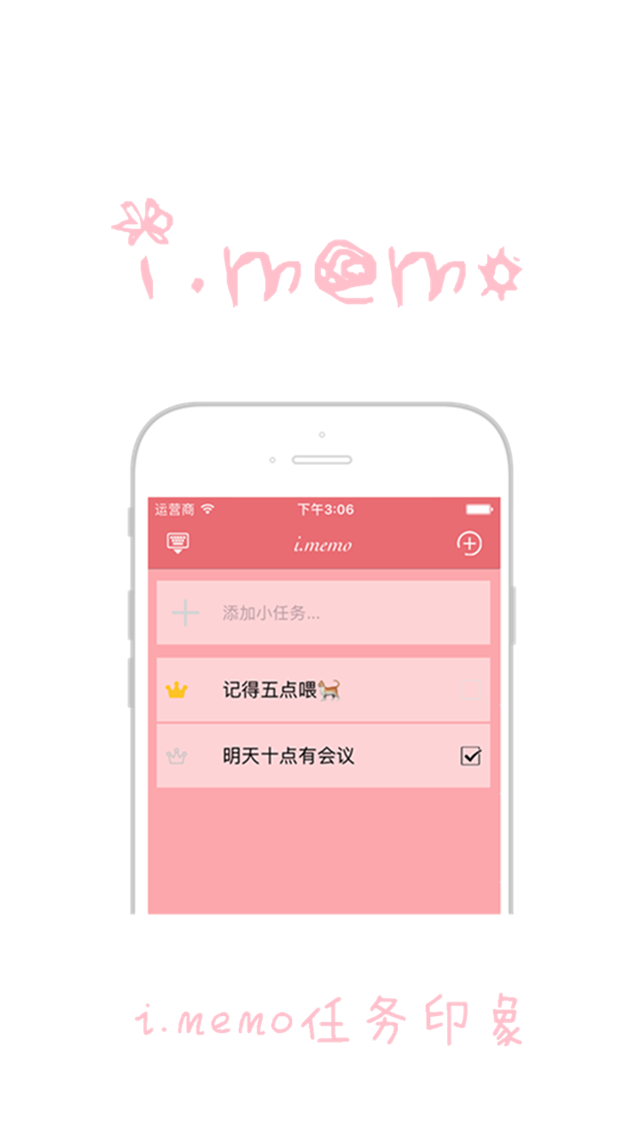 i.memo
运营商 下午3:06
i.memo
添加小任务...
记得五点喂🐈
明天十点有会议
i.memo任务印象